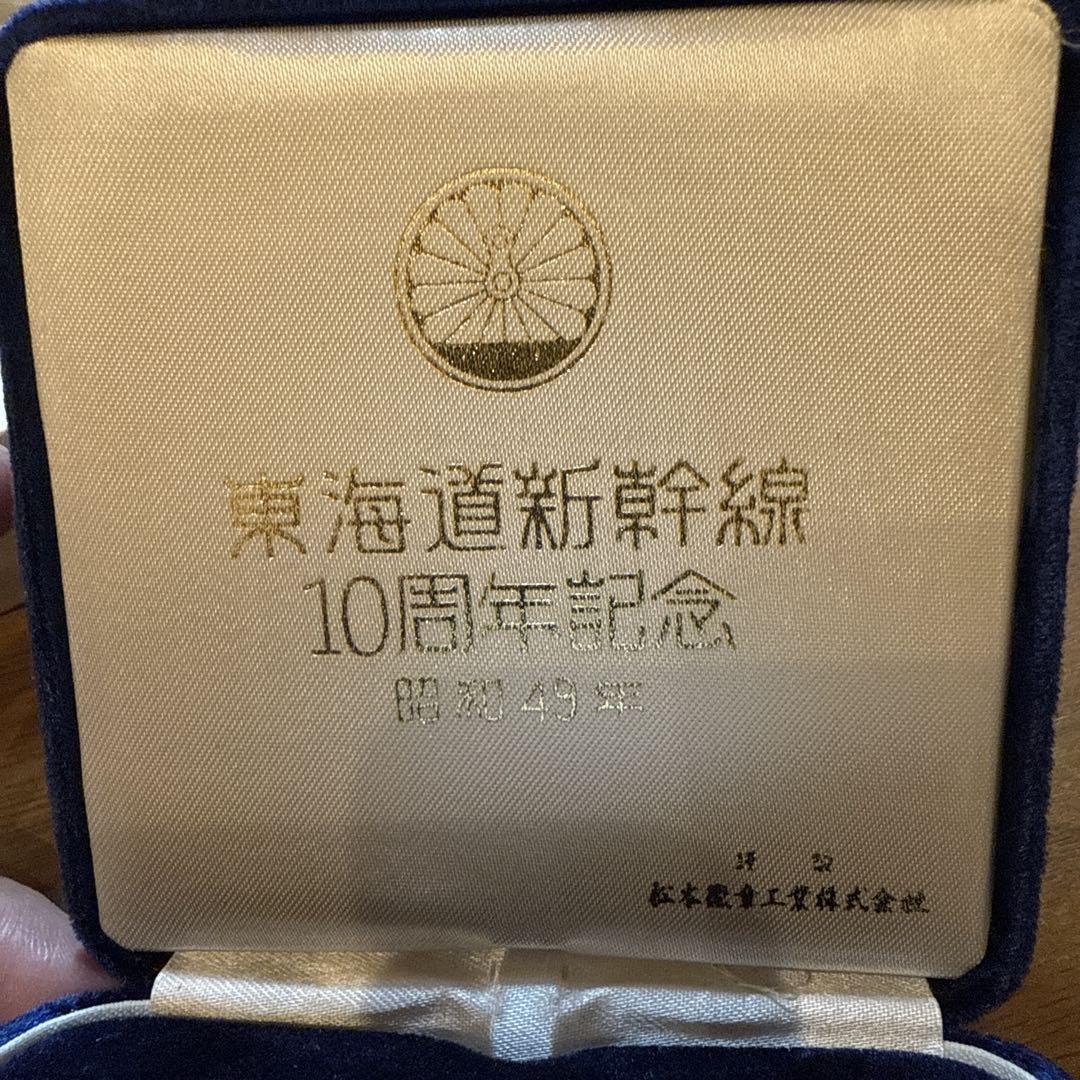 東海道新幹線
10周年記念
昭和49年
謹製
松本徽章工業株式会社